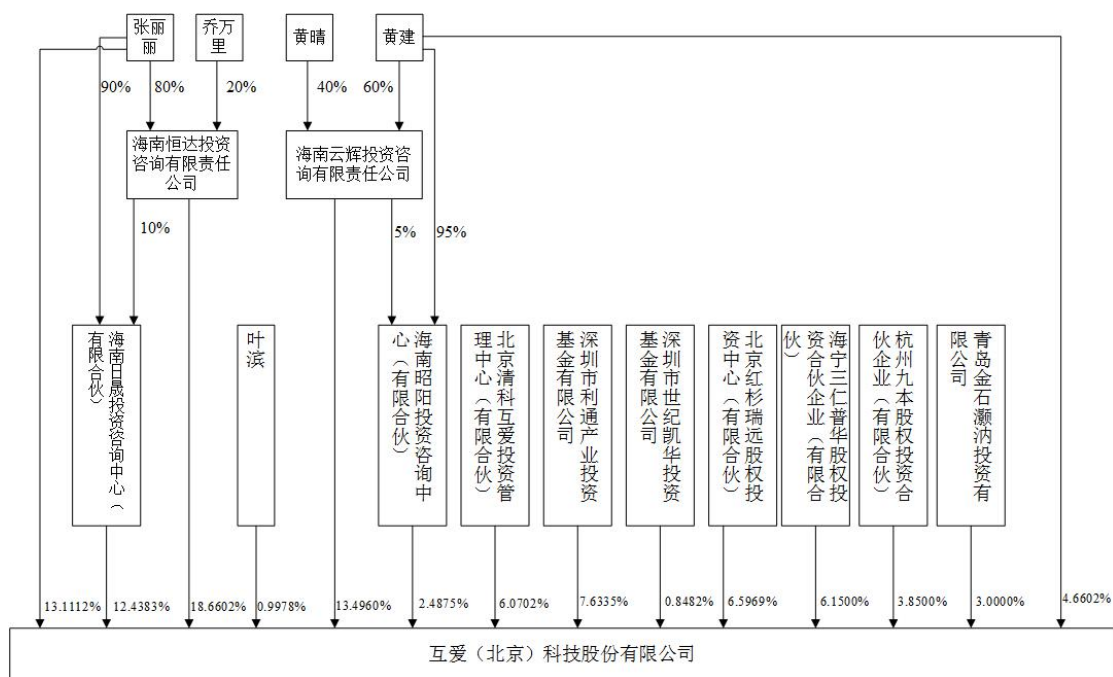 张丽
丽
乔万
里
黄晴
黄建
90%
80%
20%
40%
60%
海南恒达投资
咨询有限责任
公司
海南云辉投资咨
询有限责任公司
10%
5%
95%
海南日晟投资咨询中心（
有限合伙）
叶滨
海南昭阳投资咨询中
心（有限合伙）
北京清科互爱投资管
理中心（有限合伙）
深圳市利通产业投资
基金有限公司
深圳市世纪凯华投资
基金有限公司
北京红杉瑞远股权投
资中心（有限合伙）
海宁三仁普华股权投
资合伙企业（有限合
伙）
杭州九本股权投资合
伙企业（有限合伙）
青岛金石灏汭投资有
限公司
13.1112%
12.4383%
18.6602%
0.9978%
13.4960%
2.4875%
6.0702%
7.6335%
0.8482%
6.5969%
6.1500%
3.8500%
3.0000%
4.6602%
互爱（北京）科技股份有限公司